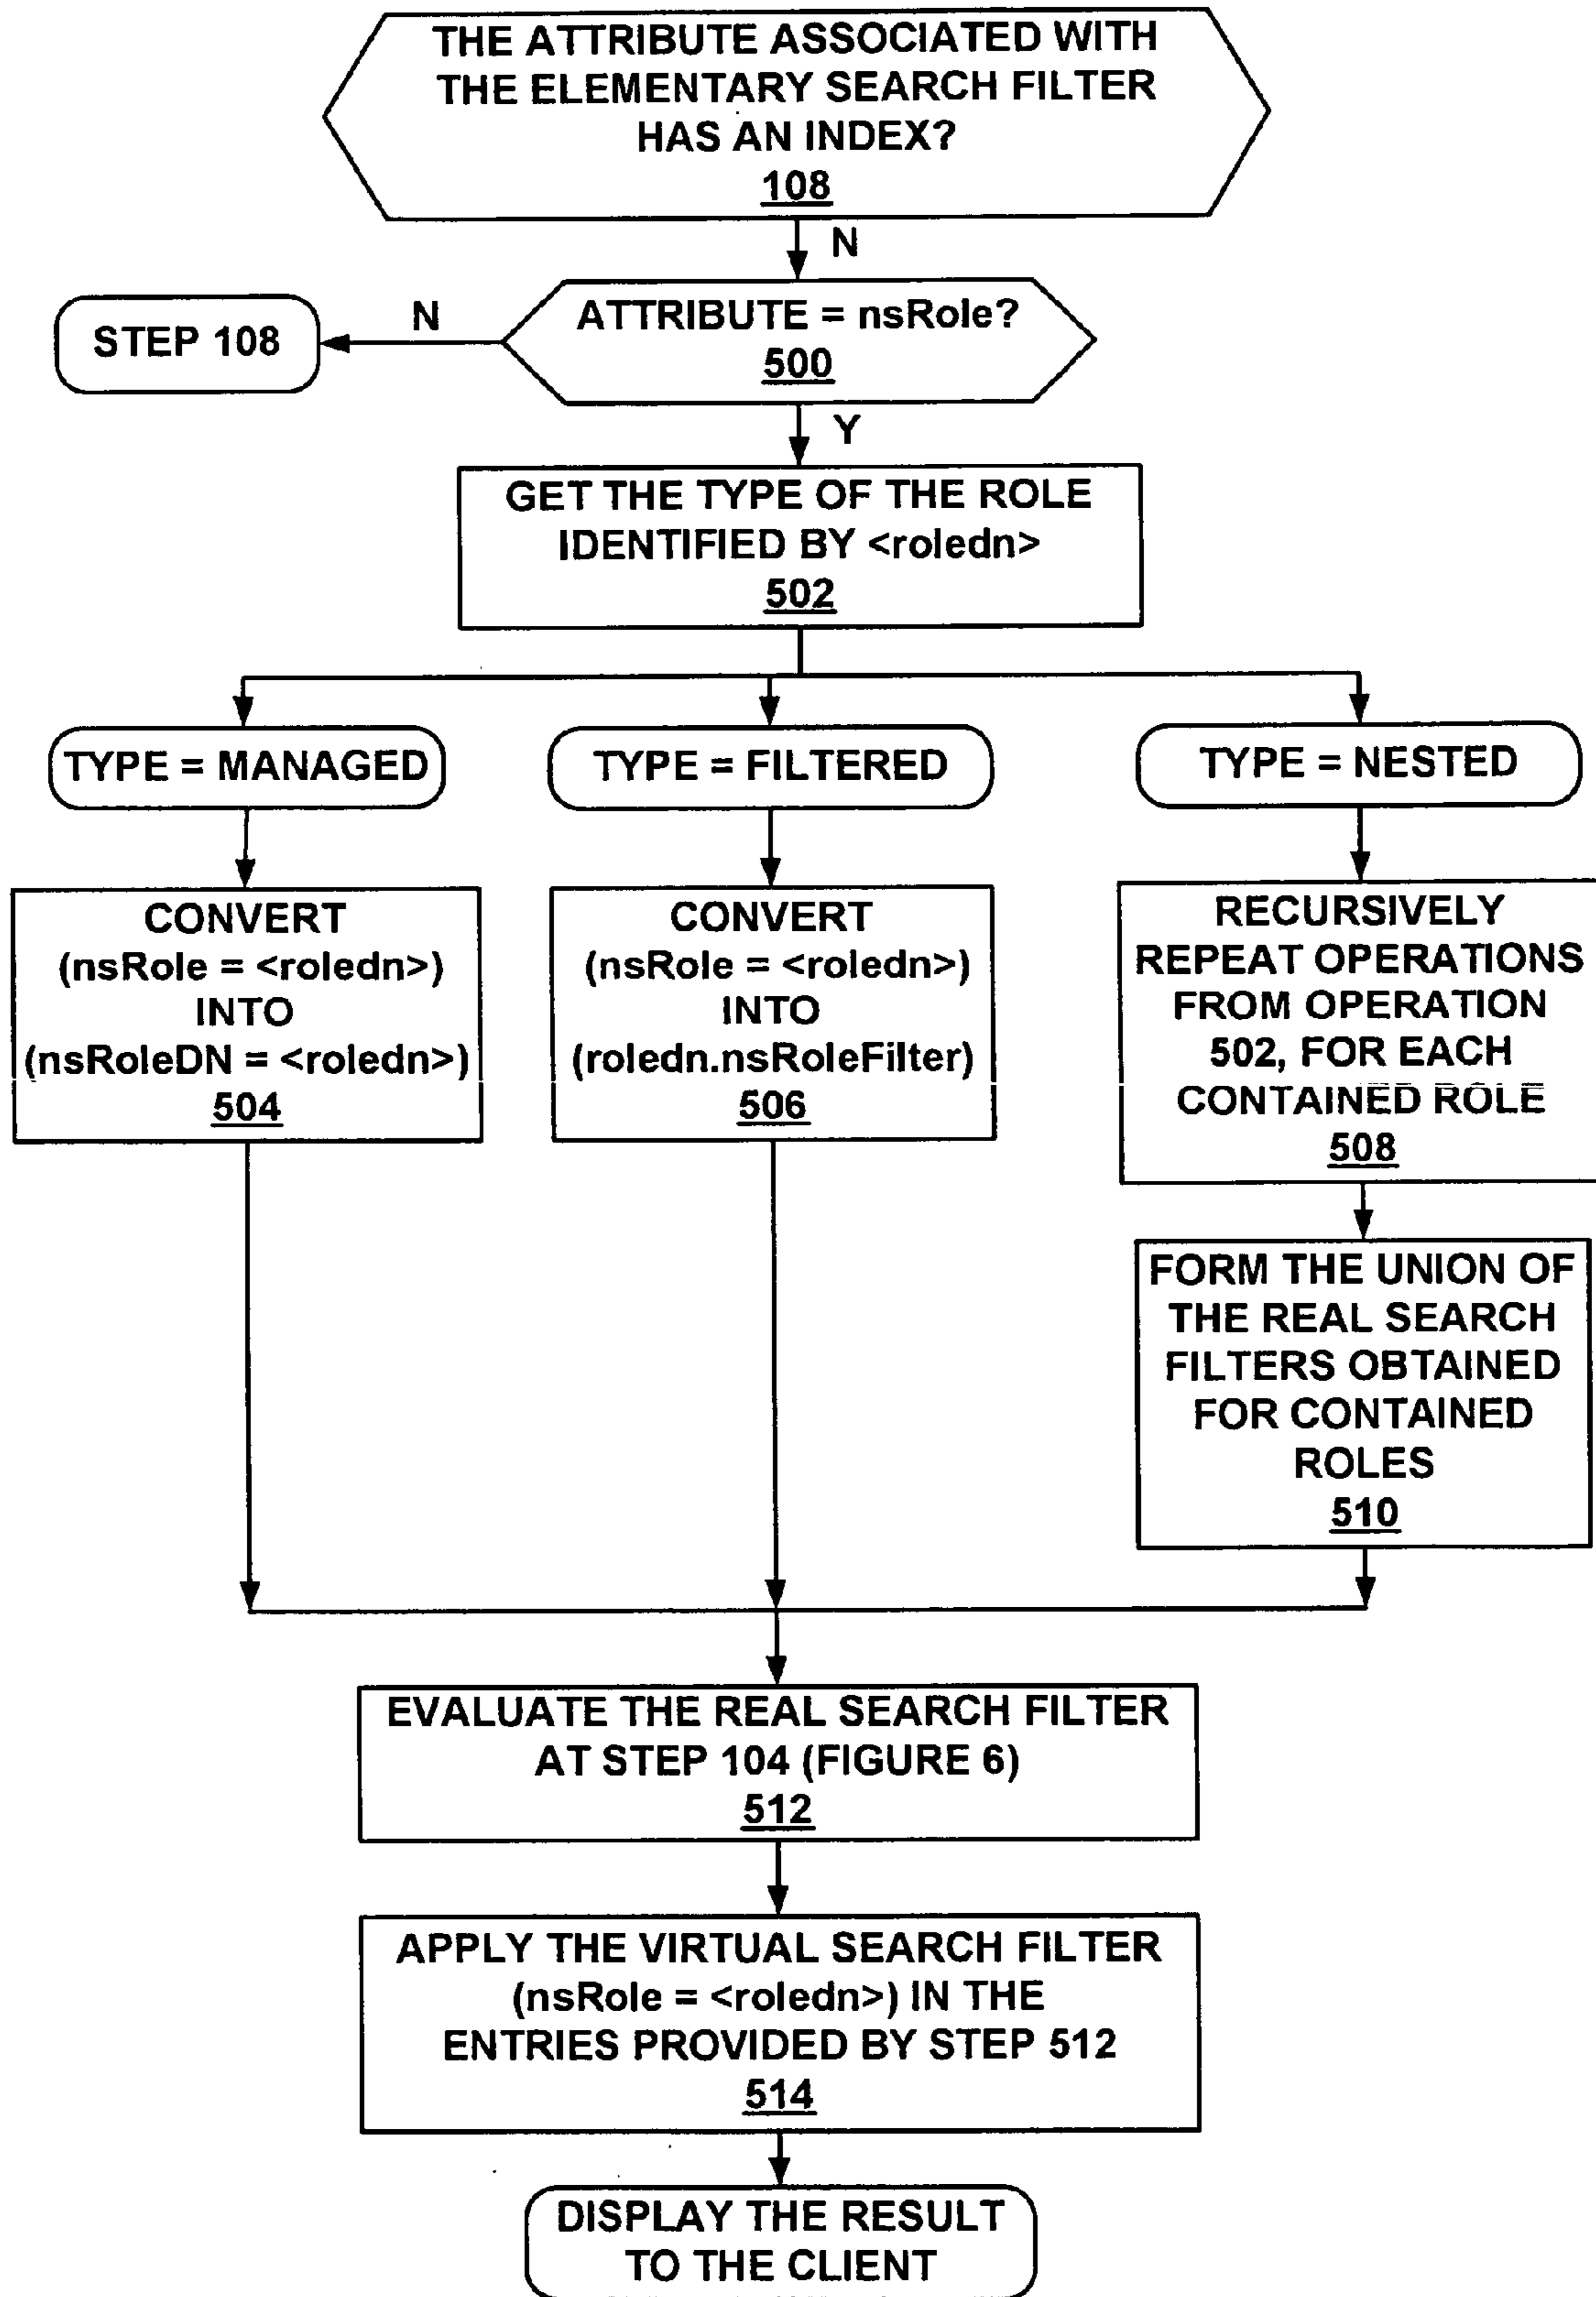 THE ATTRIBUTE ASSOCIATED WITH
THE ELEMENTARY SEARCH FILTER
HAS AN INDEX?
108
N
ATTRIBUTE = nsRole?
500
N
STEP 108
Y
GET THE TYPE OF THE ROLE
IDENTIFIED BY <roledn>
502
TYPE = MANAGED
TYPE = FILTERED
TYPE = NESTED
CONVERT
(nsRole = <roledn>)
INTO
(nsRoleDN = <roledn>)
504
CONVERT
(nsRole = <roledn>)
INTO
(roledn.nsRoleFilter)
506
RECURSIVELY
REPEAT OPERATIONS
FROM OPERATION
502, FOR EACH
CONTAINED ROLE
508
FORM THE UNION OF
THE REAL SEARCH
FILTERS OBTAINED
FOR CONTAINED
ROLES
510
EVALUATE THE REAL SEARCH FILTER
AT STEP 104 (FIGURE 6)
512
APPLY THE VIRTUAL SEARCH FILTER
(nsRole = <roledn>) IN THE
ENTRIES PROVIDED BY STEP 512
514
DISPLAY THE RESULT
TO THE CLIENT